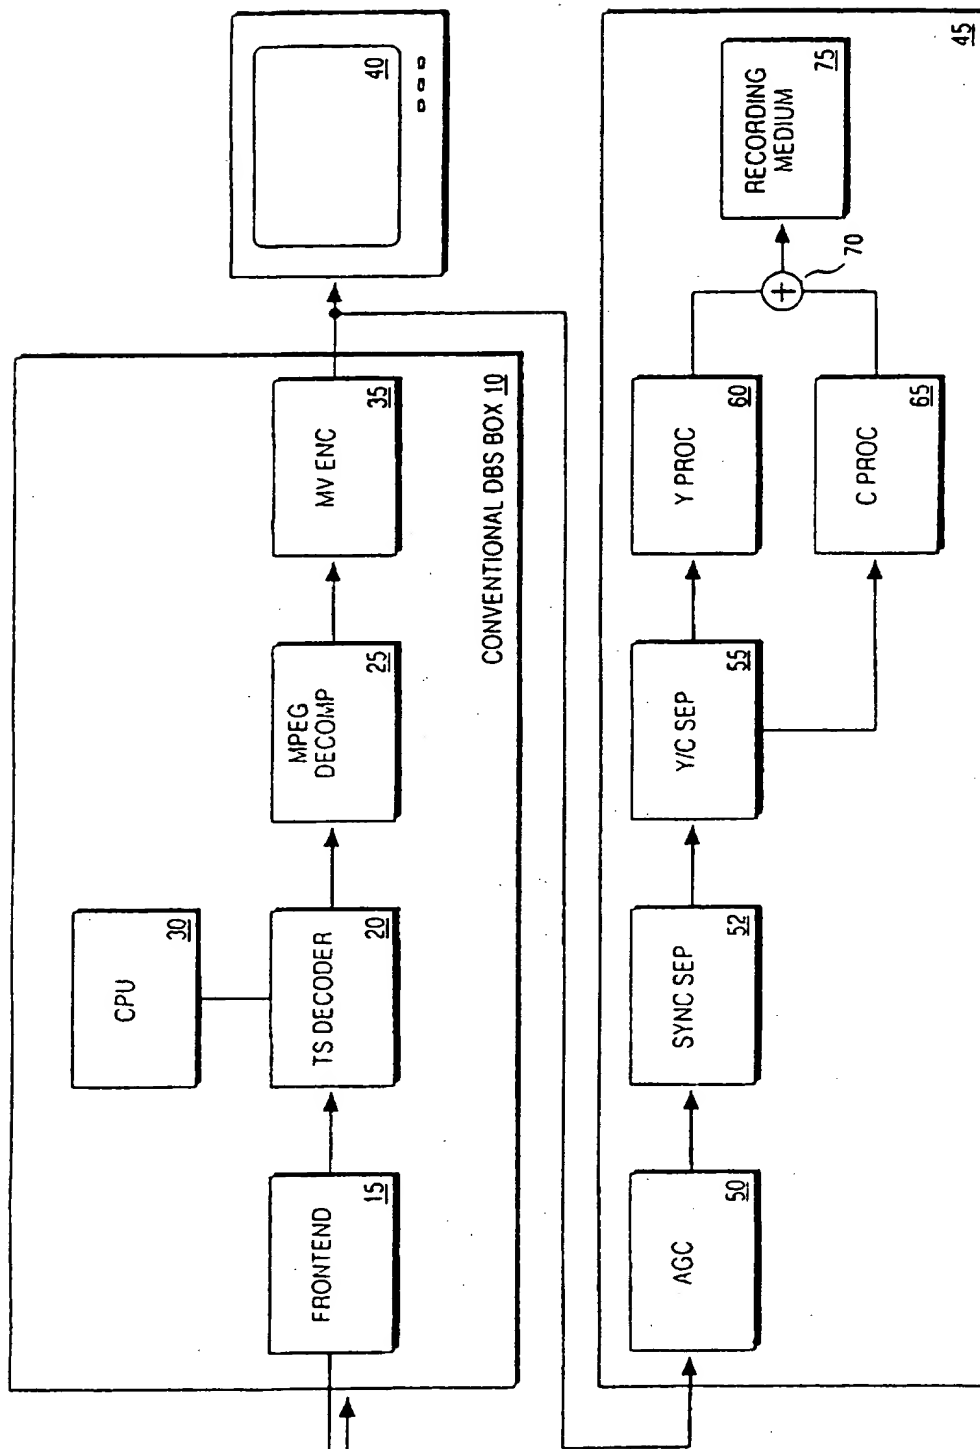 CPU
30
FRONTEND
15
TS DECODER
20
MPEG
DECOMP
25
MV ENC
35
CONVENTIONAL DBS BOX 10
40
AGC
50
SYNC SEP
52
Y/C SEP
55
Y PROC
60
C PROC
65
70
RECORDING
MEDIUM
75
45